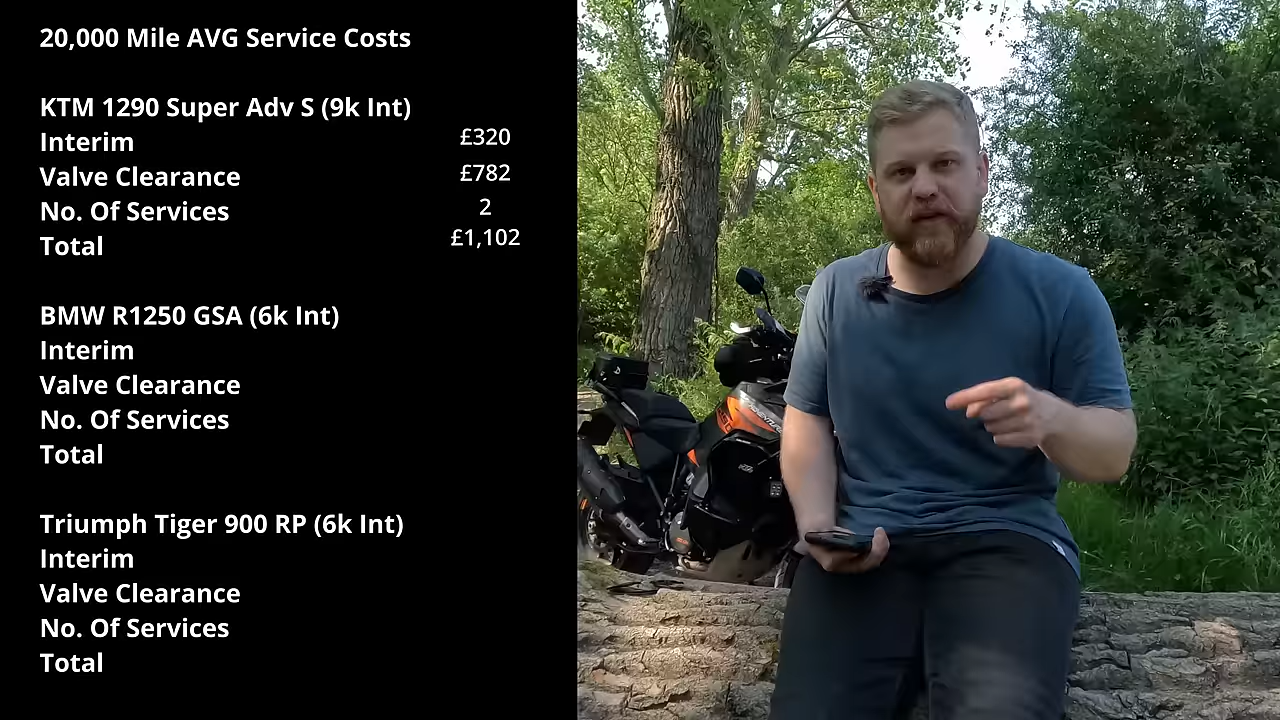 20,000 Mile AVG Service Costs
KTM 1290 Super Adv S (9k Int)
Interim £320
Valve Clearance £782
No. Of Services 2
Total £1,102
BMW R1250 GSA (6k Int)
Interim
Valve Clearance
No. Of Services
Total
Triumph Tiger 900 RP (6k Int)
Interim
Valve Clearance
No. Of Services
Total